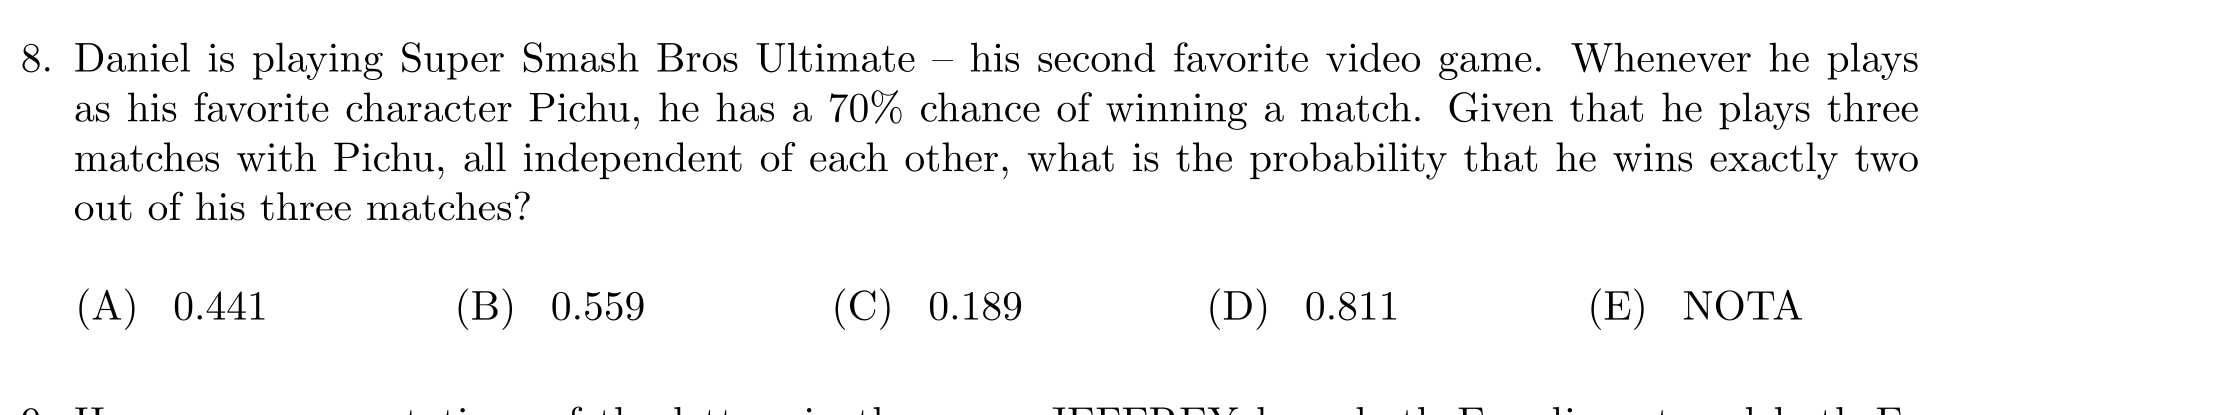 8. Daniel is playing Super Smash Bros Ultimate – his second favorite video game. Whenever he plays
as his favorite character Pichu, he has a 70% chance of winning a match. Given that he plays three
matches with Pichu, all independent of each other, what is the probability that he wins exactly two
out of his three matches?
(A) 0.441 (B) 0.559 (C) 0.189 (D) 0.811 (E) NOTA